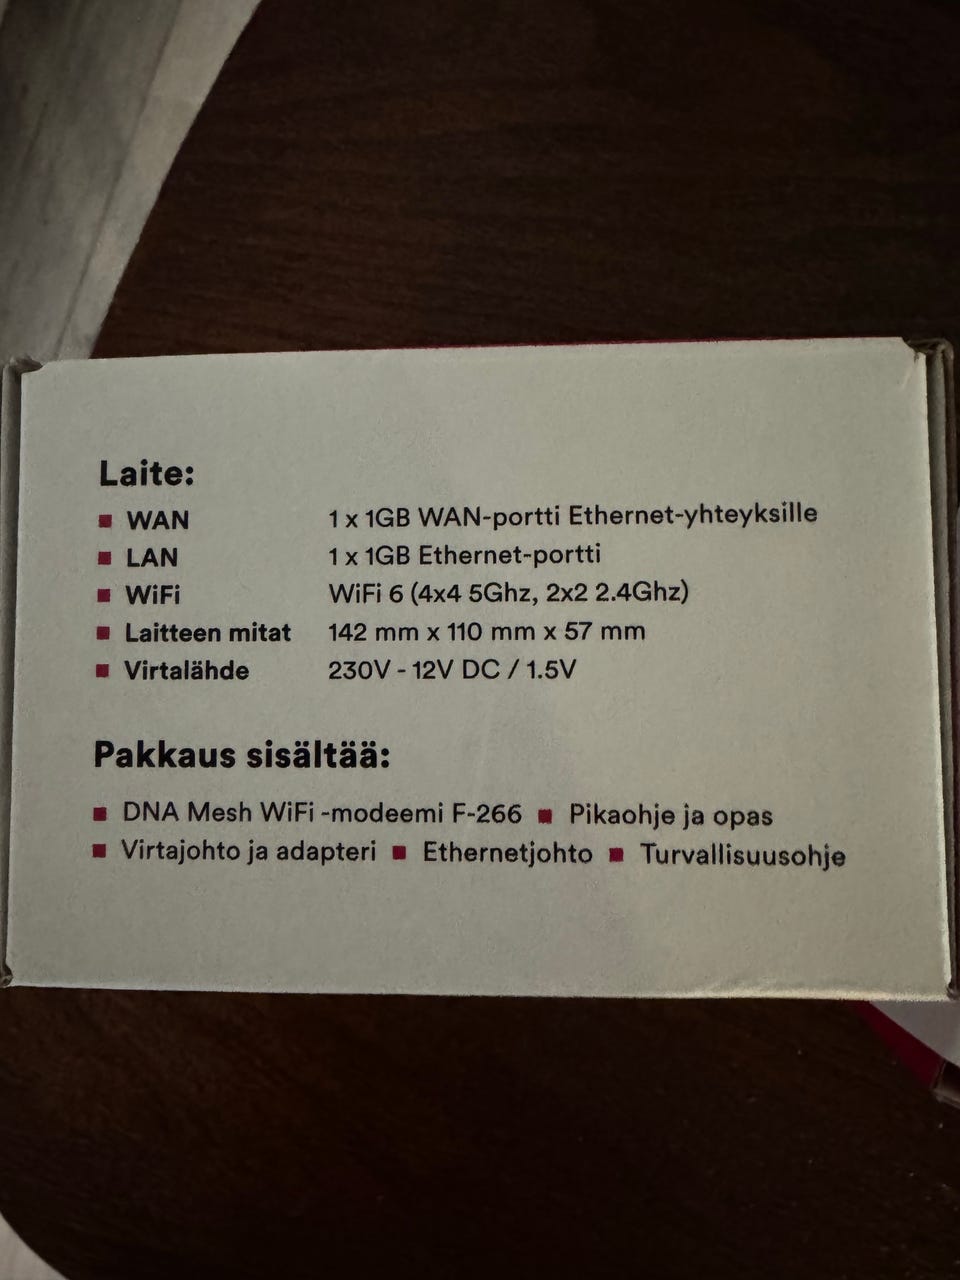 Laite:
■ WAN 1 x 1GB WAN-portti Ethernet-yhteyksille
■ LAN 1 x 1GB Ethernet-portti
■ WiFi WiFi 6 (4x4 5Ghz, 2x2 2.4Ghz)
■ Laitteen mitat 142 mm x 110 mm x 57 mm
■ Virtalähde 230V - 12V DC / 1.5V
Pakkaus sisältää:
■ DNA Mesh WiFi -modeemi F-266 ■ Pikaohje ja opas
■ Virtajohto ja adapteri ■ Ethernetjohto ■ Turvallisuusohje